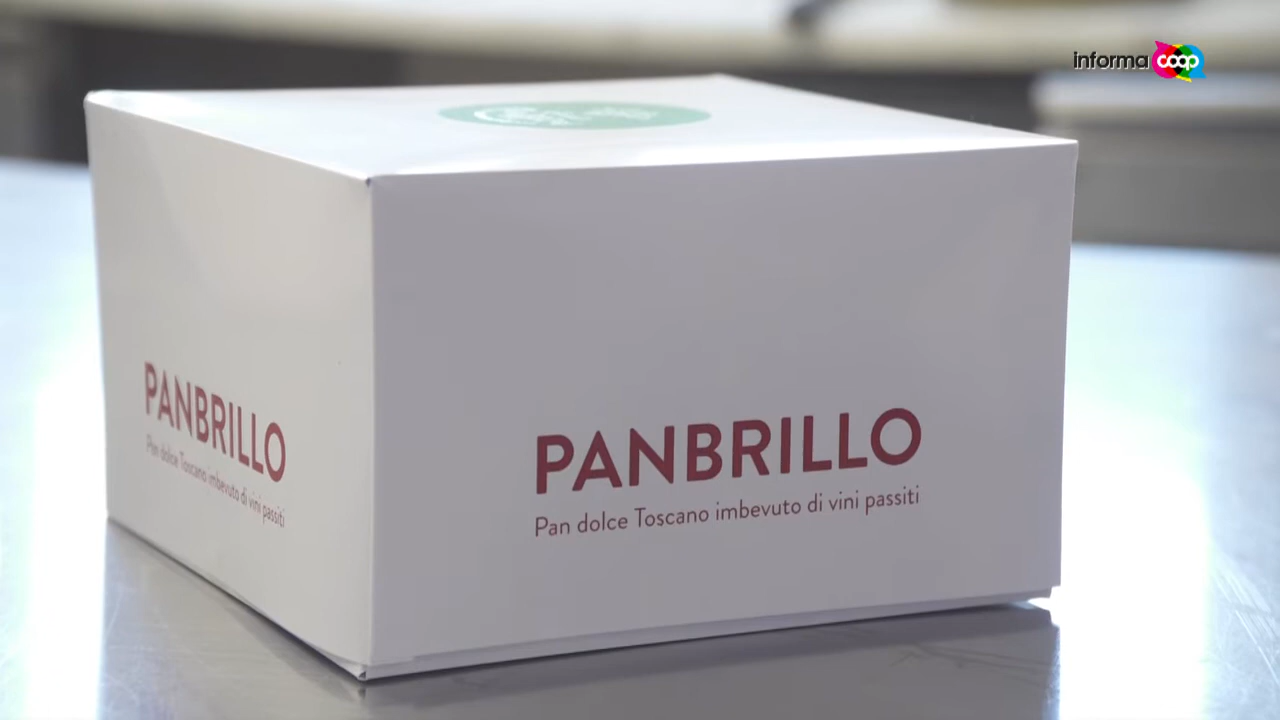 informa coop
PANBRILLO
Pan dolce Toscano imbevuto di vini passiti
PANBRILLO
Pan dolce Toscano imbevuto di vini passiti